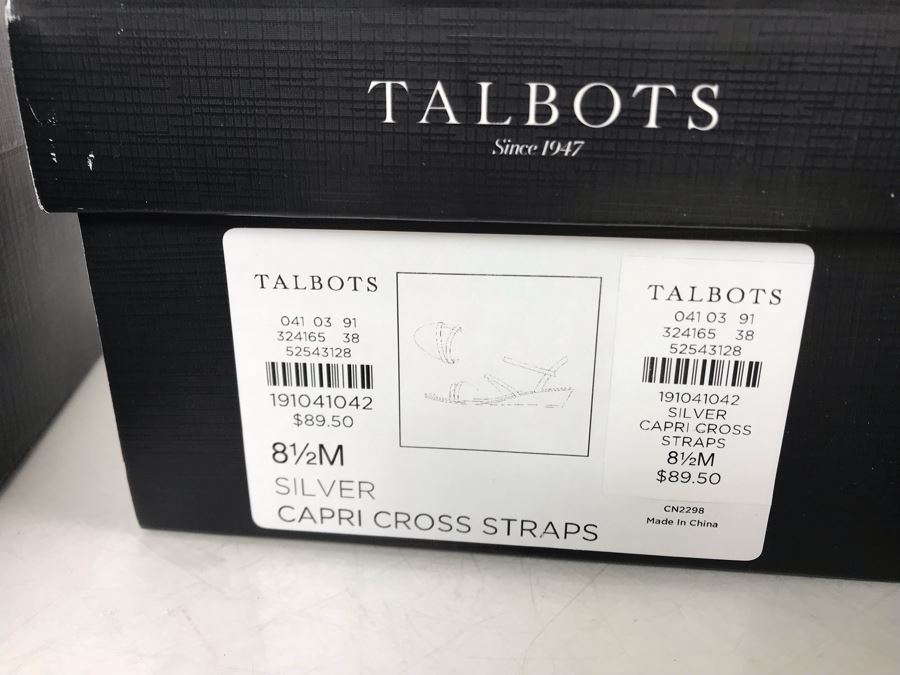 TALBOTS
Since 1947
TALBOTS
041 03 91
324165 38
52543128
191041042
$89.50
8½M
SILVER
CAPRI CROSS STRAPS
TALBOTS
041 03 91
324165 38
52543128
191041042
SILVER
CAPRI CROSS
STRAPS
8½M
$89.50
CN2298
Made In China